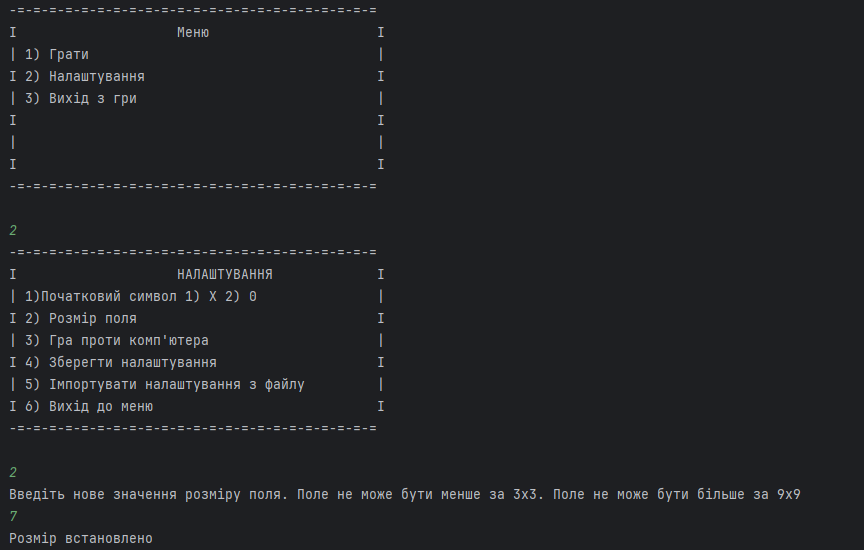 -=-=-=-=-=-=-=-=-=-=-=-=-=-=-=-=-=-=-=-=-=-=-=
I                    Меню                     I
| 1) Грати                                    |
I 2) Налаштування                             I
| 3) Вихід з гри                              |
I                                             I
|                                             |
I                                             I
-=-=-=-=-=-=-=-=-=-=-=-=-=-=-=-=-=-=-=-=-=-=-=
2
-=-=-=-=-=-=-=-=-=-=-=-=-=-=-=-=-=-=-=-=-=-=-=
I                    НАЛАШТУВАННЯ             I
| 1)Початковий символ 1) X 2) 0               |
I 2) Розмір поля                              I
| 3) Гра проти комп'ютера                     |
I 4) Зберегти налаштування                    I
| 5) Імпортувати налаштування з файлу         |
I 6) Вихід до меню                            I
-=-=-=-=-=-=-=-=-=-=-=-=-=-=-=-=-=-=-=-=-=-=-=
2
Введіть нове значення розміру поля. Поле не може бути менше за 3х3. Поле не може бути більше за 9х9
7
Розмір встановлено